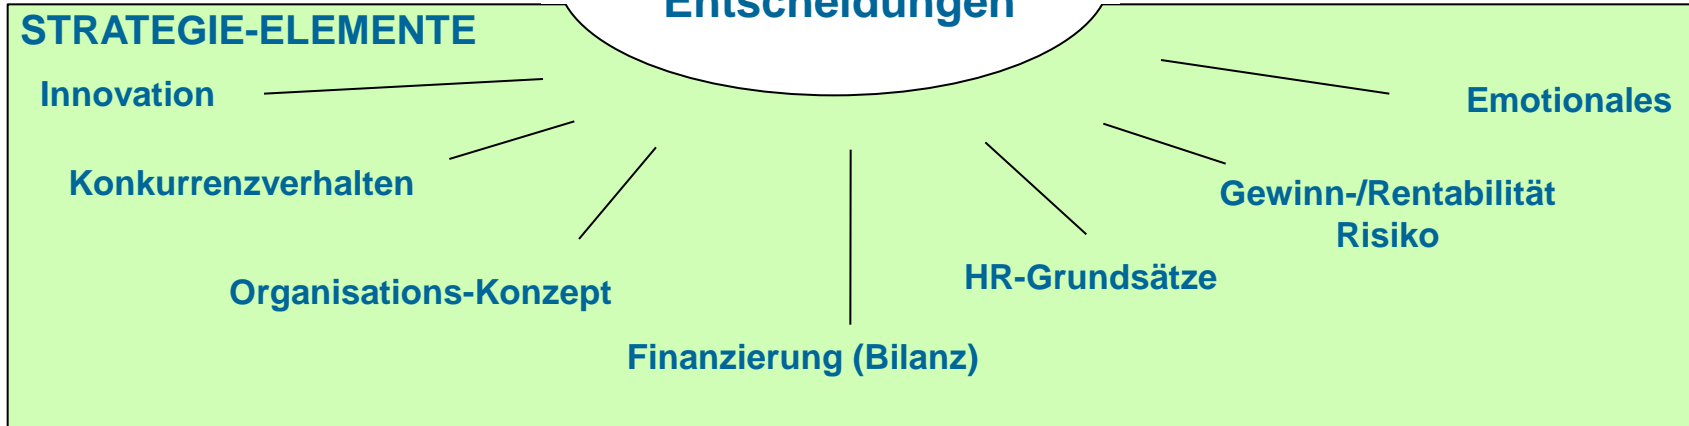 Entscheidungen
STRATEGIE-ELEMENTE
Innovation
Emotionales
Konkurrenzverhalten
Gewinn-/Rentabilität
Risiko
Organisations-Konzept
HR-Grundsätze
Finanzierung (Bilanz)